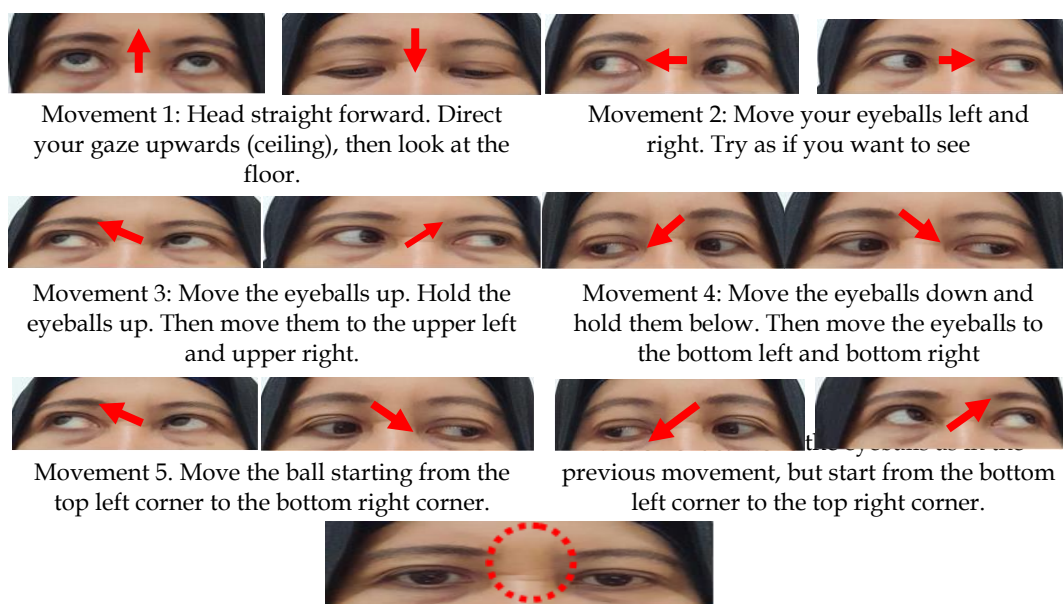 Movement 1: Head straight forward. Direct
your gaze upwards (ceiling), then look at the
floor.
Movement 2: Move your eyeballs left and
right. Try as if you want to see
Movement 3: Move the eyeballs up. Hold the
eyeballs up. Then move them to the upper left
and upper right.
Movement 4: Move the eyeballs down and
hold them below. Then move the eyeballs to
the bottom left and bottom right
Movement 5. Move the ball starting from the
top left corner to the bottom right corner.
the eyeballs as in the
previous movement, but start from the bottom
left corner to the top right corner.